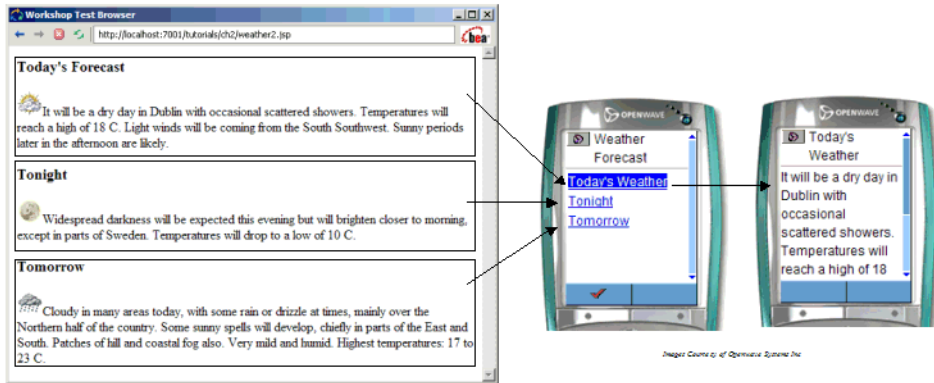 Workshop Test Browser
http://localhost:7001/tutorials/ch2/weather2.jsp
bea
Today's Forecast
It will be a dry day in Dublin with occasional scattered showers. Temperatures will
reach a high of 18 C. Light winds will be coming from the South Southwest. Sunny periods
later in the afternoon are likely.
Tonight
Widespread darkness will be expected this evening but will brighten closer to morning,
except in parts of Sweden. Temperatures will drop to a low of 10 C.
Tomorrow
Cloudy in many areas today, with some rain or drizzle at times, mainly over the
Northern half of the country. Some sunny spells will develop, chiefly in parts of the East and
South. Patches of hill and coastal fog also. Very mild and humid. Highest temperatures: 17 to
23 C.
OPENWAVE
Weather
Forecast
Today's Weather
Tonight
Tomorrow
OPENWAVE
Today's
Weather
It will be a dry day in
Dublin with
occasional
scattered showers.
Temperatures will
reach a high of 18
Images Courtesy of Openwave Systems Inc